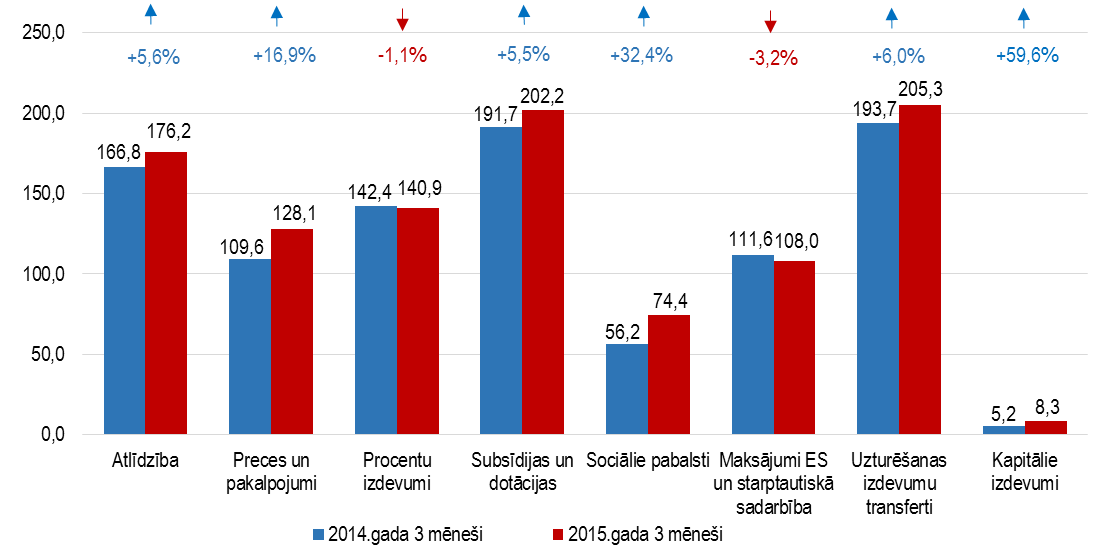 250,0
+5,6%
+16,9%
-1,1%
+5,5%
+32,4%
-3,2%
+6,0%
+59,6%
200,0
150,0
100,0
50,0
0,0
166,8
176,2
109,6
128,1
142,4
140,9
191,7
202,2
56,2
74,4
111,6
108,0
193,7
205,3
5,2
8,3
Atlīdzība
Preces un
pakalpojumi
Procentu
izdevumi
Subsīdijas un
dotācijas
Sociālie pabalsti
Maksājumi ES
un starptautiskā
sadarbība
Uzturēšanas
izdevumu
transferti
Kapitālie
izdevumi
2014.gada 3 mēneši
2015.gada 3 mēneši